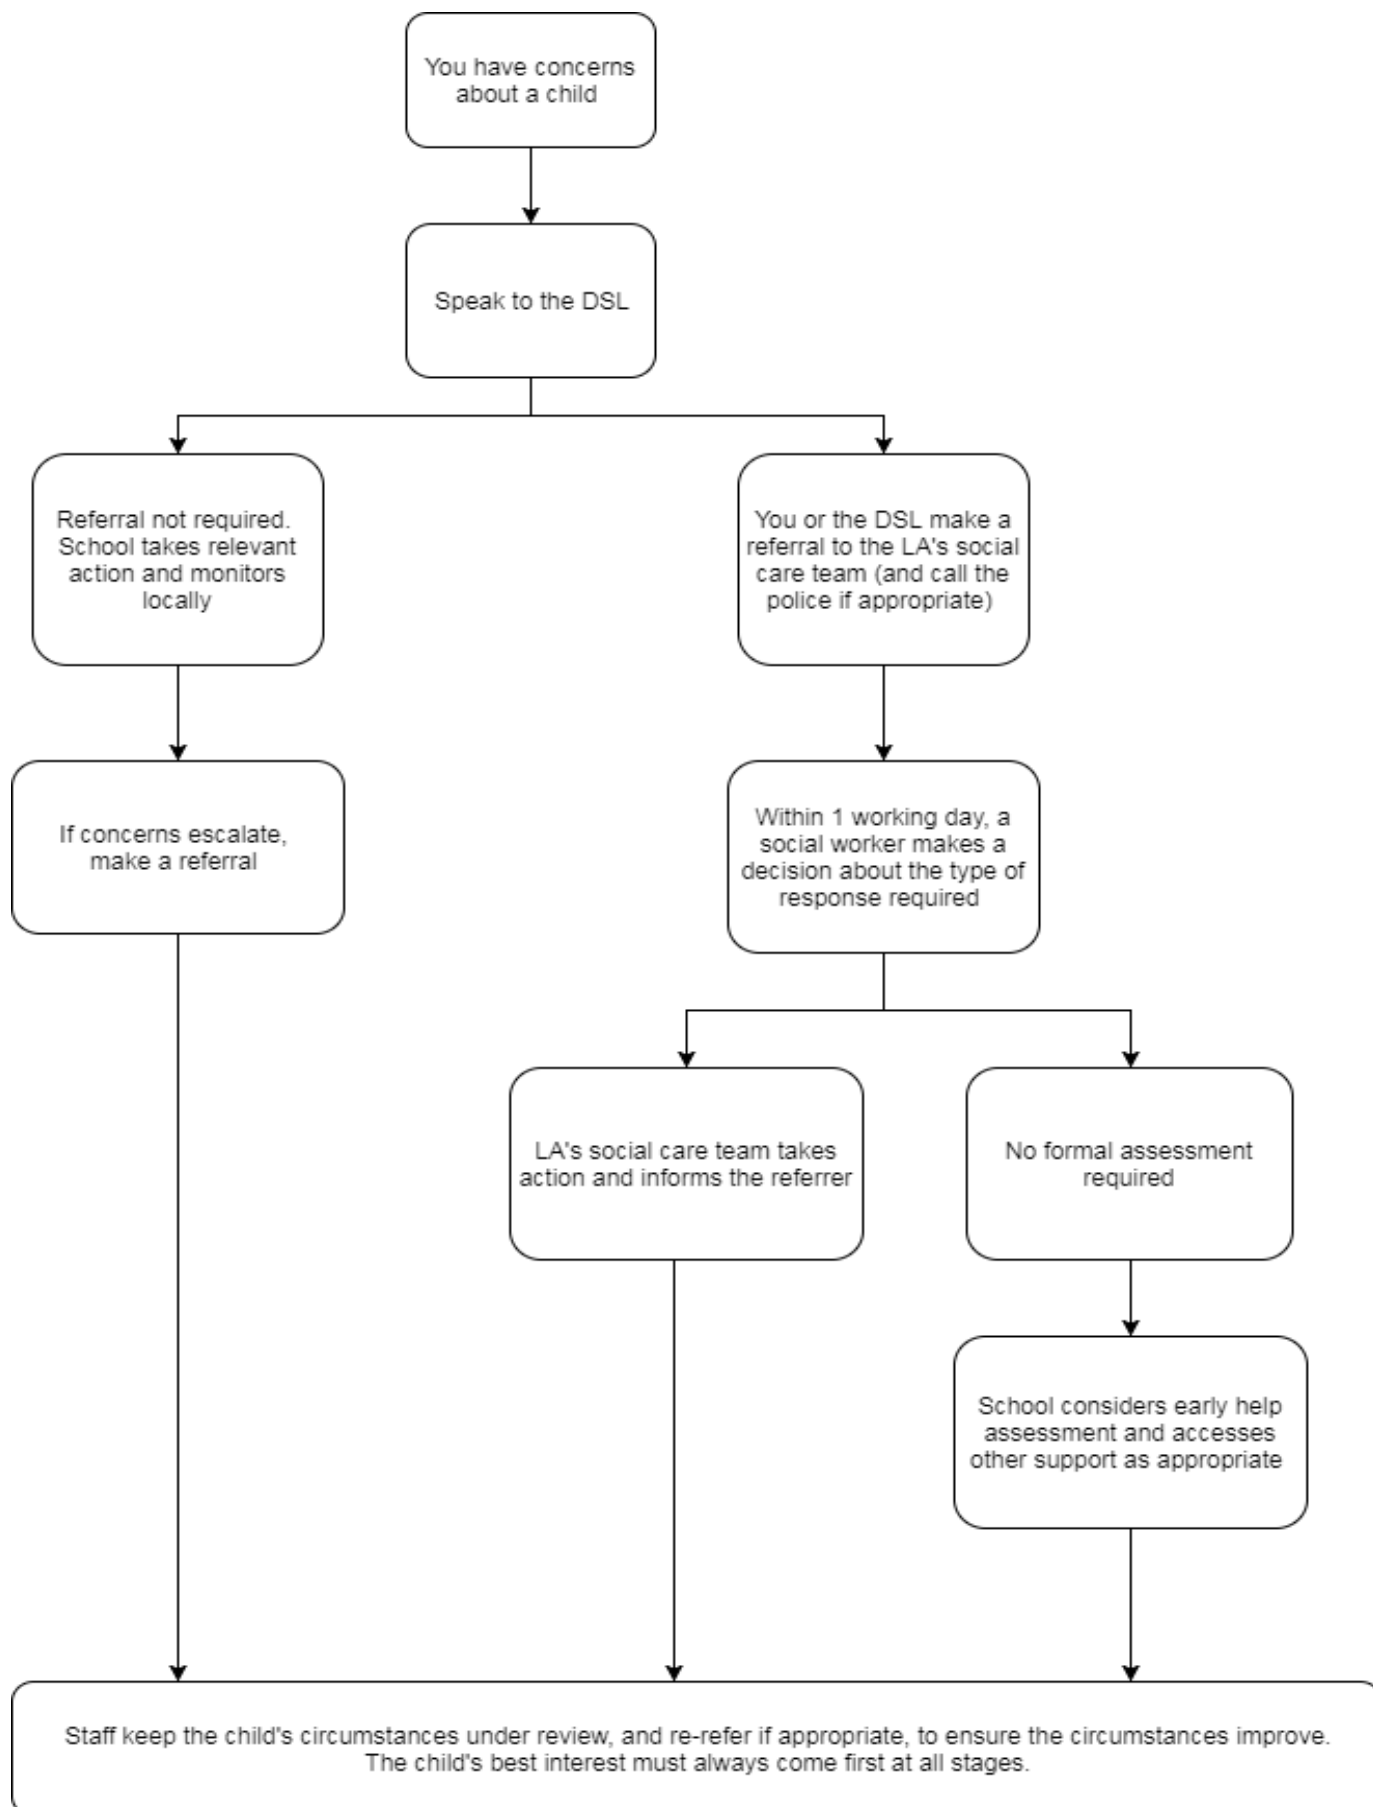 You have concerns
about a child
Speak to the DSL
Referral not required.
School takes relevant
action and monitors
locally
You or the DSL make a
referral to the LA's social
care team (and call the
police if appropriate)
If concerns escalate,
make a referral
Within 1 working day, a
social worker makes a
decision about the type of
response required
LA's social care team takes
action and informs the referrer
No formal assessment
required
School considers early help
assessment and accesses
other support as appropriate
Staff keep the child's circumstances under review, and re-refer if appropriate, to ensure the circumstances improve.
The child's best interest must always come first at all stages.